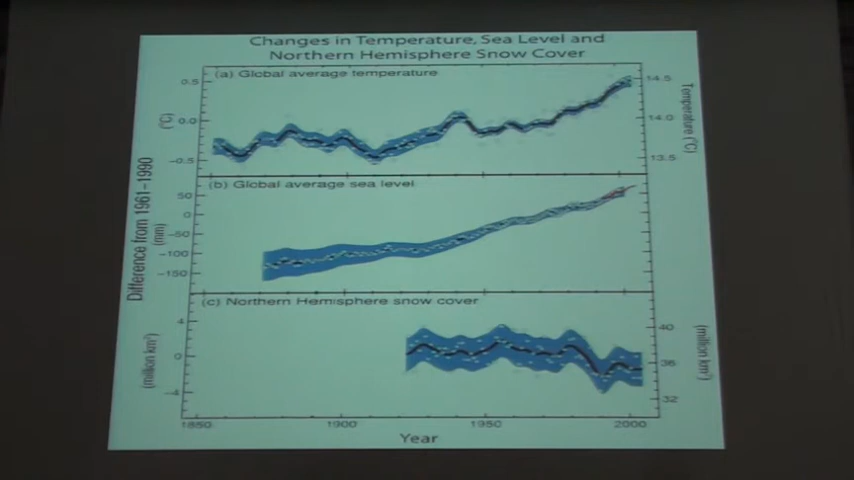 Changes in Temperature, Sea Level and
Northern Hemisphere Snow Cover
(a) Global average temperature
0.5
0.0
−0.5
(°C)
14.5
14.0
13.5
Temperature (°C)
(b) Global average sea level
50
0
−50
−100
−150
(mm)
Difference from 1961–1990
(c) Northern Hemisphere snow cover
4
0
−4
(million km²)
40
36
32
(million km²)
1850
1900
1950
2000
Year